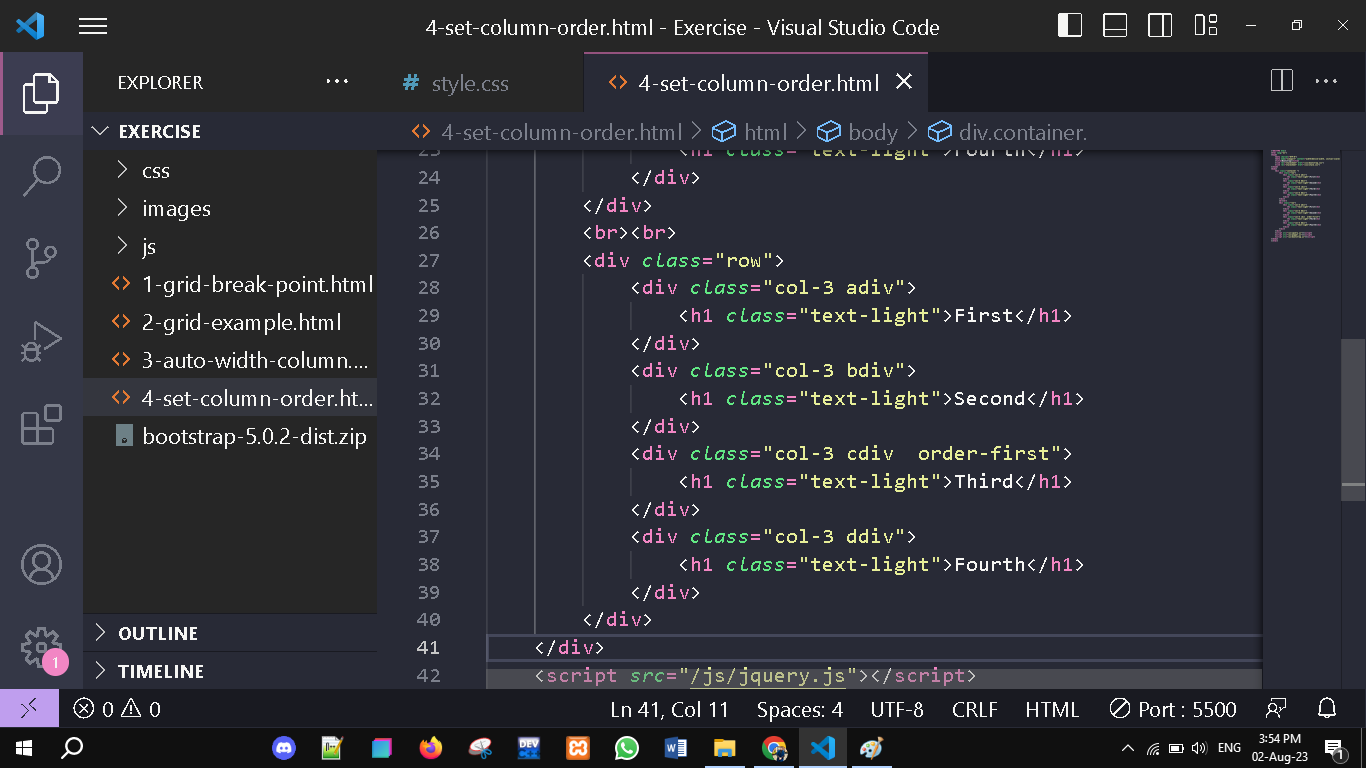 4-set-column-order.html - Exercise - Visual Studio Code
EXPLORER
style.css
4-set-column-order.html
EXERCISE
4-set-column-order.html > html > body > div.container.
css
images
js
1-grid-break-point.html
2-grid-example.html
3-auto-width-column....
4-set-column-order.ht...
bootstrap-5.0.2-dist.zip
OUTLINE
TIMELINE
23 <h1 class="text-light">Fourth</h1>
24 </div>
25 </div>
26 <br><br>
27 <div class="row">
28 <div class="col-3 adiv">
29 <h1 class="text-light">First</h1>
30 </div>
31 <div class="col-3 bdiv">
32 <h1 class="text-light">Second</h1>
33 </div>
34 <div class="col-3 cdiv  order-first">
35 <h1 class="text-light">Third</h1>
36 </div>
37 <div class="col-3 ddiv">
38 <h1 class="text-light">Fourth</h1>
39 </div>
40 </div>
41 </div>
42 <script src="/js/jquery.js"></script>
1
0 0 Ln 41, Col 11 Spaces: 4 UTF-8 CRLF HTML Port : 5500
DEV
ENG
3:54 PM
02-Aug-23
1